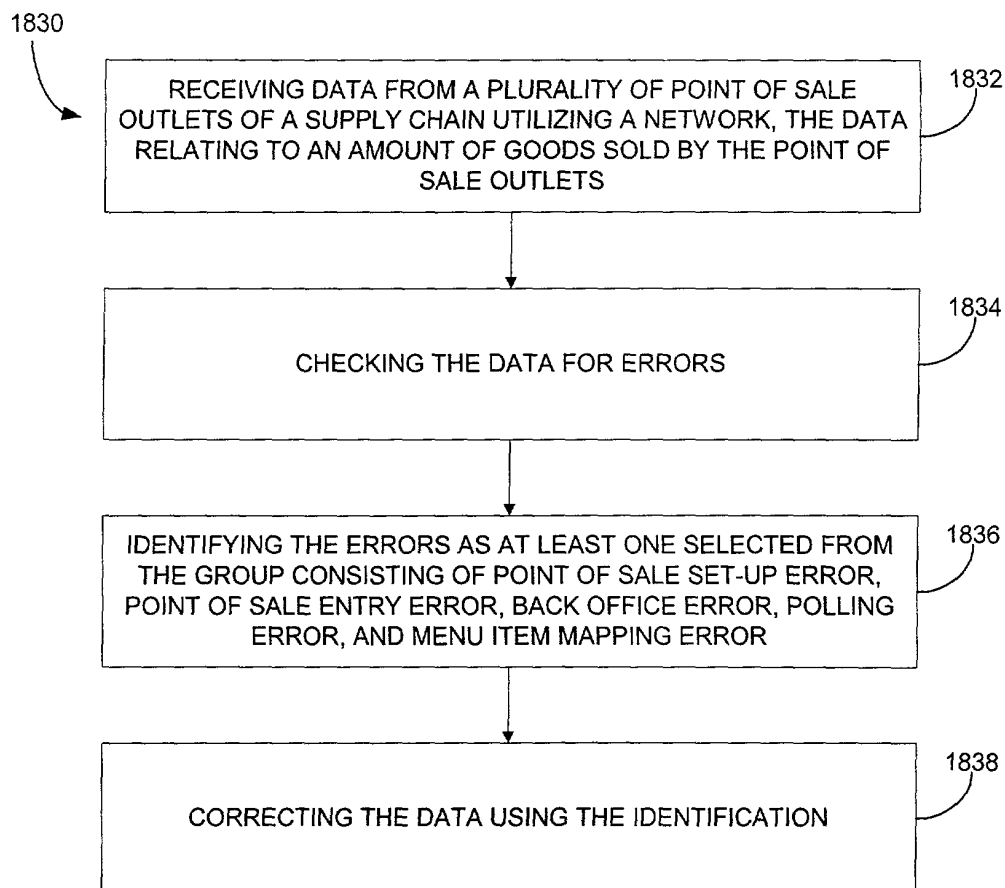 1830
1832
RECEIVING DATA FROM A PLURALITY OF POINT OF SALE
OUTLETS OF A SUPPLY CHAIN UTILIZING A NETWORK, THE DATA
RELATING TO AN AMOUNT OF GOODS SOLD BY THE POINT OF
SALE OUTLETS
1834
CHECKING THE DATA FOR ERRORS
1836
IDENTIFYING THE ERRORS AS AT LEAST ONE SELECTED FROM
THE GROUP CONSISTING OF POINT OF SALE SET-UP ERROR,
POINT OF SALE ENTRY ERROR, BACK OFFICE ERROR, POLLING
ERROR, AND MENU ITEM MAPPING ERROR
1838
CORRECTING THE DATA USING THE IDENTIFICATION